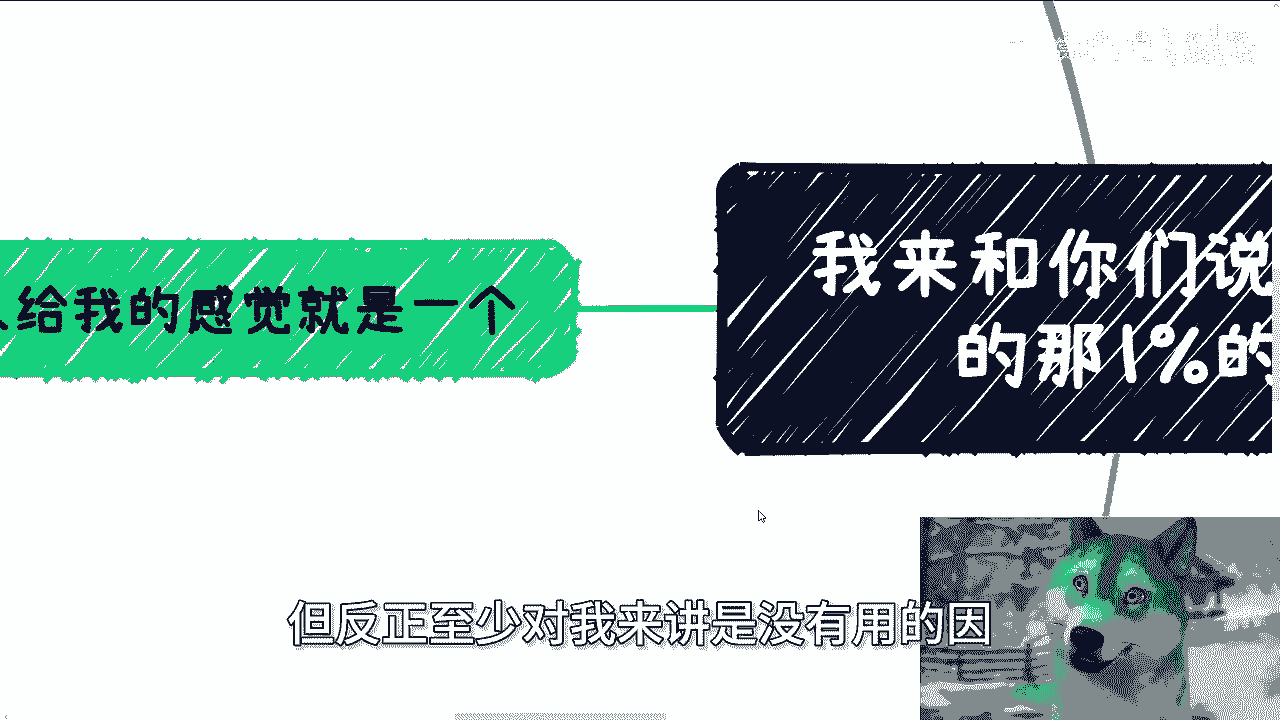 给我的感觉就是一个
我来和你们说
的那1%的
但反正至少对我来讲是没有用的因